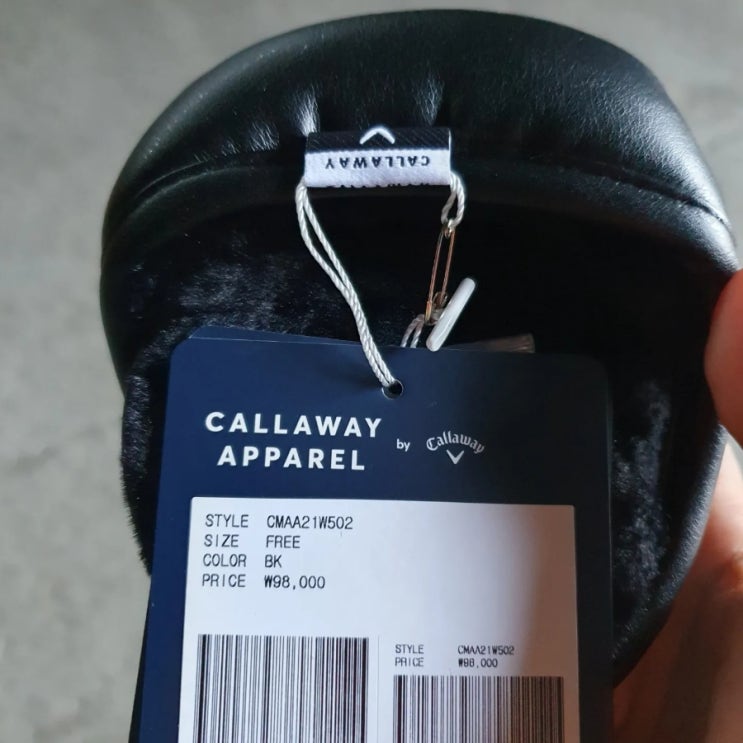 CALLAWAY
CALLAWAY
APPAREL
by
Callaway
STYLE CMAA21W502
SIZE FREE
COLOR BK
PRICE ₩98,000
STYLE CMAA21W502
PRICE ₩98,000